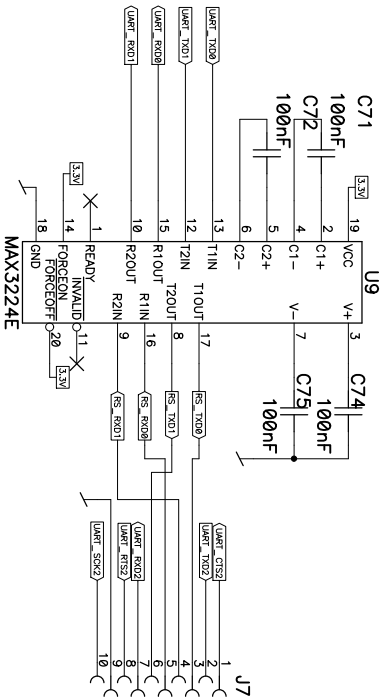 C71
100nF
C72
100nF
3.3V
UART_TXD0
UART_TXD1
UART_RXD0
UART_RXD1
3.3V
19
2
4
5
6
13
12
15
10
1
14
18
U9
VCC
C1+
C1-
C2+
C2-
T1IN
T2IN
R1OUT
R2OUT
READY
FORCEON
GND
V+
V-
T1OUT
T2OUT
R1IN
R2IN
INVALID
FORCEOFF
MAX3224E
3
7
17
8
16
9
11
20
3.3V
C74
100nF
C75
100nF
RS_TXD0
RS_TXD1
RS_RXD0
RS_RXD1
UART_CTS2
UART_TXD2
UART_RXD2
UART_RTS2
UART_SCK2
J7
1
2
3
4
5
6
7
8
9
10